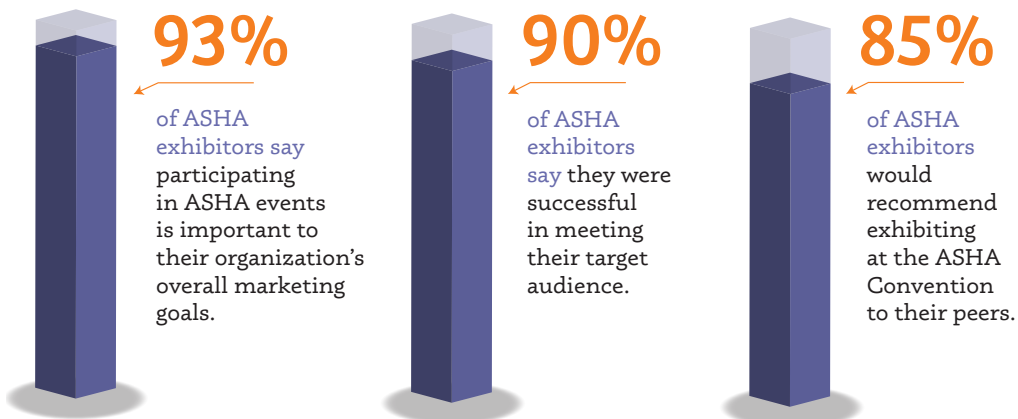 93%
of ASHA
exhibitors say
participating
in ASHA events
is important to
their organization’s
overall marketing
goals.
90%
of ASHA
exhibitors
say they were
successful
in meeting
their target
audience.
85%
of ASHA
exhibitors
would
recommend
exhibiting
at the ASHA
Convention
to their peers.